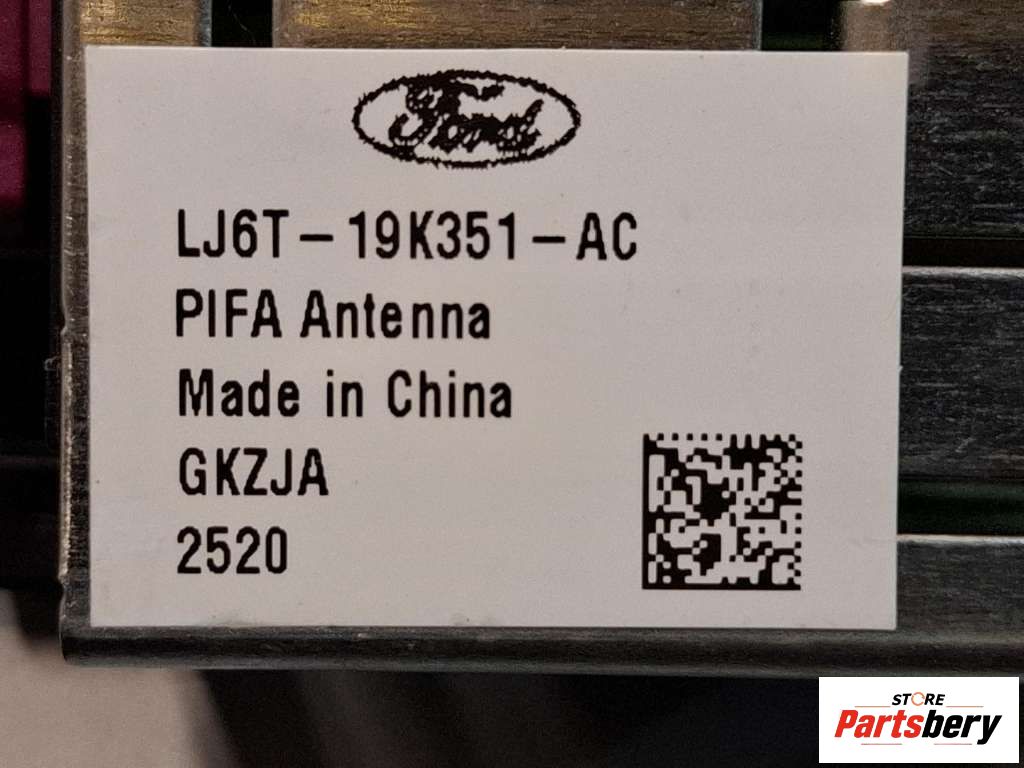 Ford
LJ6T-19K351-AC
PIFA Antenna
Made in China
GKZJA
2520
STORE
Partsbery